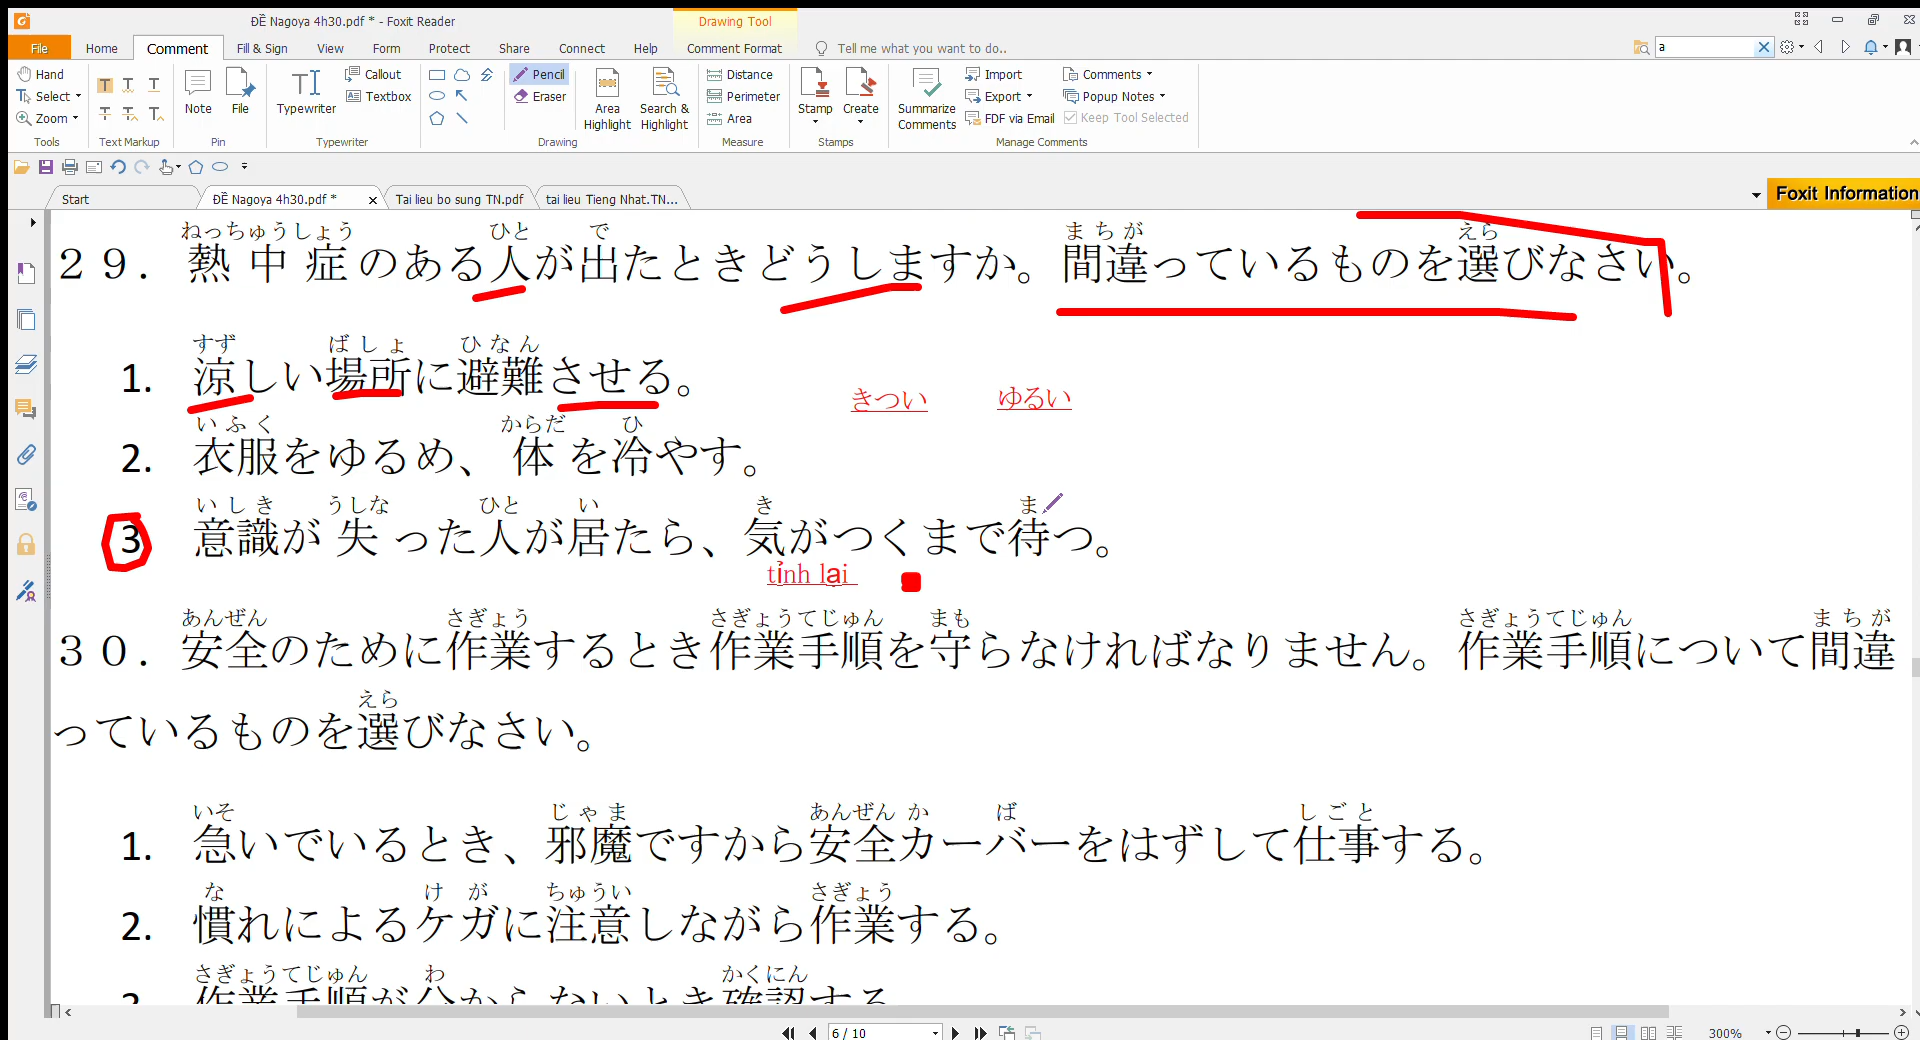 ĐỀ Nagoya 4h30.pdf * - Foxit Reader
Drawing Tool
File Home Comment Fill & Sign View Form Protect Share Connect Help Comment Format Tell me what you want to do.. a
Hand
Select
Zoom
Tools
Text Markup
Note
File
Pin
Typewriter
Callout
Textbox
Typewriter
Pencil
Eraser
Area Highlight
Search & Highlight
Drawing
Distance
Perimeter
Area
Measure
Stamp
Create
Stamps
Summarize Comments
Import
Export
FDF via Email
Comments
Popup Notes
Keep Tool Selected
Manage Comments
Start ĐỀ Nagoya 4h30.pdf * Tai lieu bo sung TN.pdf tai lieu Tieng Nhat.TN... Foxit Information
ねっちゅうしょう ひと で まちが えら
２９．熱中症のある人が出たときどうしますか。間違っているものを選びなさい。
すず ばしょ ひなん
1. 涼しい場所に避難させる。
きつい ゆるい
いふく からだ ひ
2. 衣服をゆるめ、体を冷やす。
いしき うしな ひと い き ま
3 意識が失った人が居たら、気がつくまで待つ。
tỉnh lại
あんぜん さぎょう さぎょうてじゅん まも さぎょうてじゅん まちが
３０．安全のために作業するとき作業手順を守らなければなりません。作業手順について間違
えら
っているものを選びなさい。
いそ じゃま あんぜん か ば しごと
1. 急いでいるとき、邪魔ですから安全カーバーをはずして仕事する。
な けが ちゅうい さぎょう
2. 慣れによるケガに注意しながら作業する。
さぎょうてじゅん わ かくにん
3. 作業手順が分からないとき確認する
6 / 10
300%